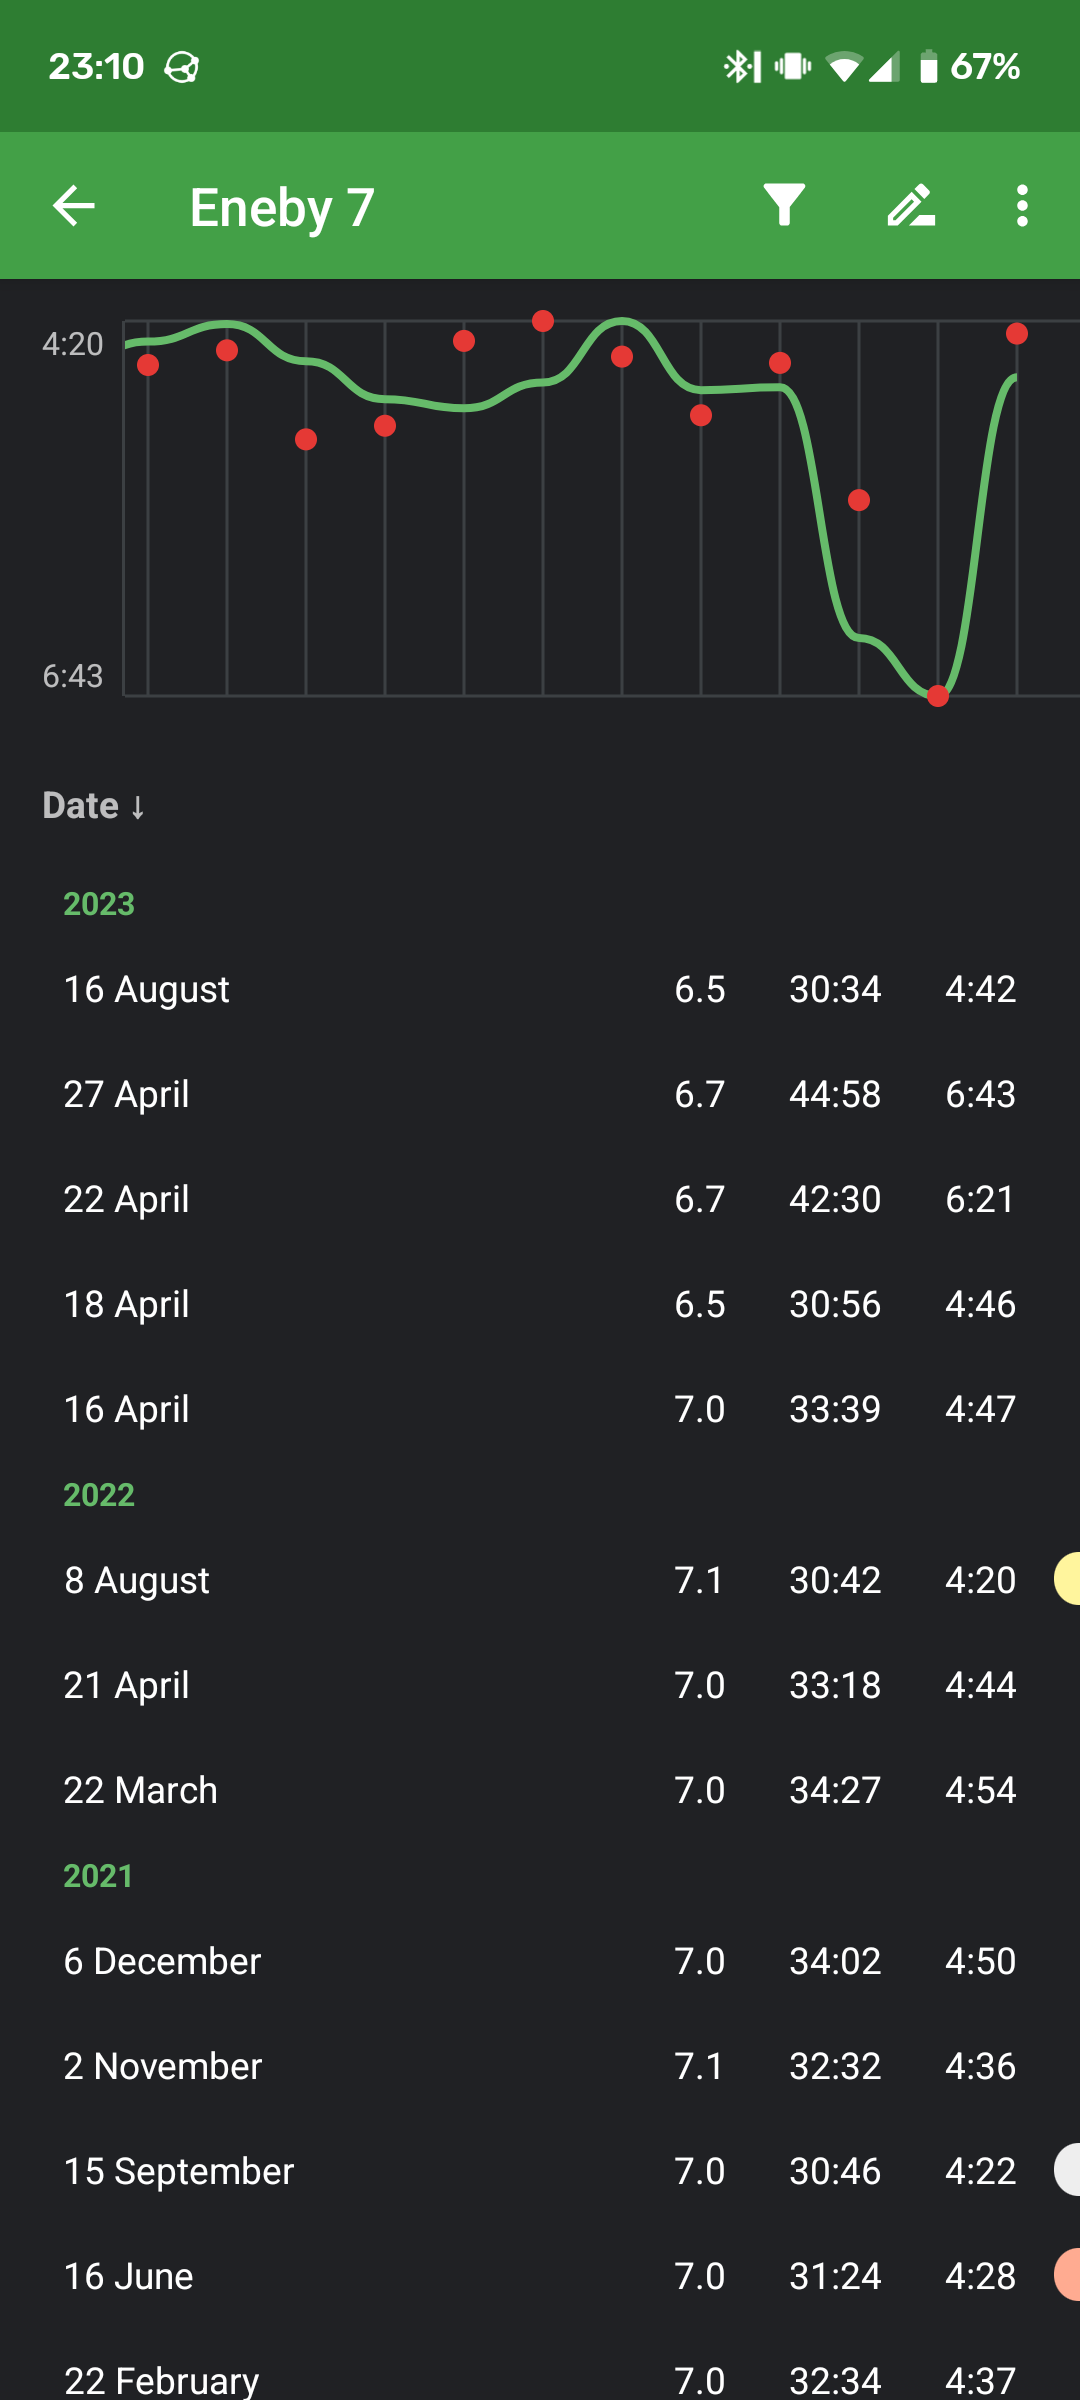 23:10 67%
Eneby 7
4:20
6:43
Date ↓
2023
16 August 6.5 30:34 4:42
27 April 6.7 44:58 6:43
22 April 6.7 42:30 6:21
18 April 6.5 30:56 4:46
16 April 7.0 33:39 4:47
2022
8 August 7.1 30:42 4:20
21 April 7.0 33:18 4:44
22 March 7.0 34:27 4:54
2021
6 December 7.0 34:02 4:50
2 November 7.1 32:32 4:36
15 September 7.0 30:46 4:22
16 June 7.0 31:24 4:28
22 February 7.0 32:34 4:37